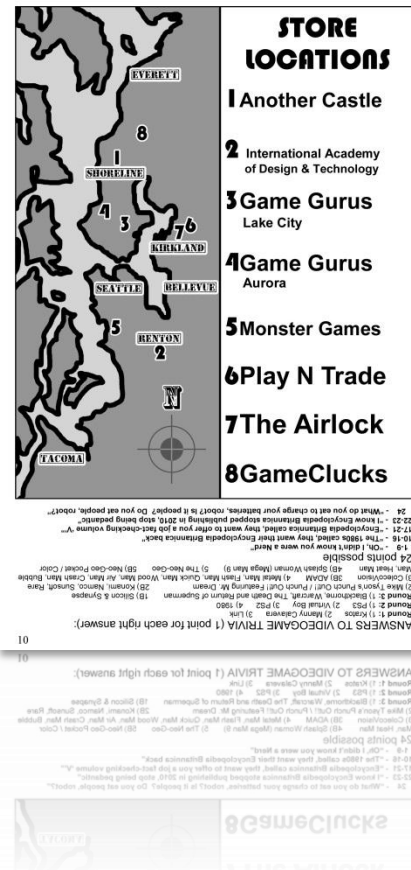 EVERETT
8
1
SHORELINE
4
3
7 6
KIRKLAND
SEATTLE
BELLEVUE
5
RENTON
2
N
TACOMA
STORE
LOCATIONS
1 Another Castle
2 International Academy
of Design & Technology
3 Game Gurus
Lake City
4 Game Gurus
Aurora
5 Monster Games
6 Play N Trade
7 The Airlock
8 GameClucks
ANSWERS TO VIDEOGAME TRIVIA (1 point for each right answer):
Round 1: 1) Kratos 2) Manny Calavera 3) Link
Round 2: 1) PS3 2) Virtual Boy 3) PS2 4) 1980
Round 3: 1) Blackthorne, Warcraft, The Death and Return of Superman 1B) Silicon & Synapse
2) Mike Tyson's Punch Out!! / Punch Out!! Featuring Mr. Dream 2B) Konami, Namco, Sunsoft, Rare
3) ColecoVision 3B) ADAM 4) Metal Man, Flash Man, Quick Man, Wood Man, Air Man, Crash Man, Bubble
Man, Heat Man 4B) Splash Woman (Mega Man 9) 5) The Neo-Geo 5B) Neo-Geo Pocket / Color
24 points possible
1-9 - "Oh, I didn't know you were a Nerd"
10-16 - "The 1980s called, they want their Encyclopedia Britannica back"
17-21 - "Encyclopedia Britannica called, they want to offer you a job fact-checking volume 'V'"
22-23 - "I know Encyclopedia Britannica stopped publishing in 2010, stop being pedantic"
24 - "What do you eat to charge your batteries, robot? Is it people? Do you eat people, robot?"
10